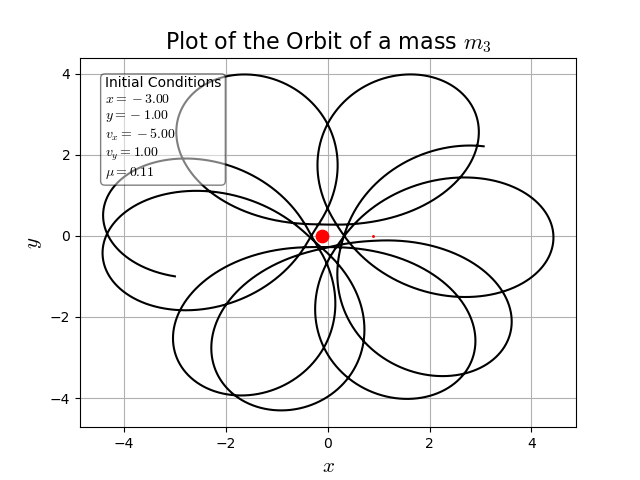 Plot of the Orbit of a mass m₃
Initial Conditions
x = −3.00
y = −1.00
vₓ = −5.00
v_y = 1.00
μ = 0.11
4
2
0
−2
−4
y
−4
−2
0
2
4
x